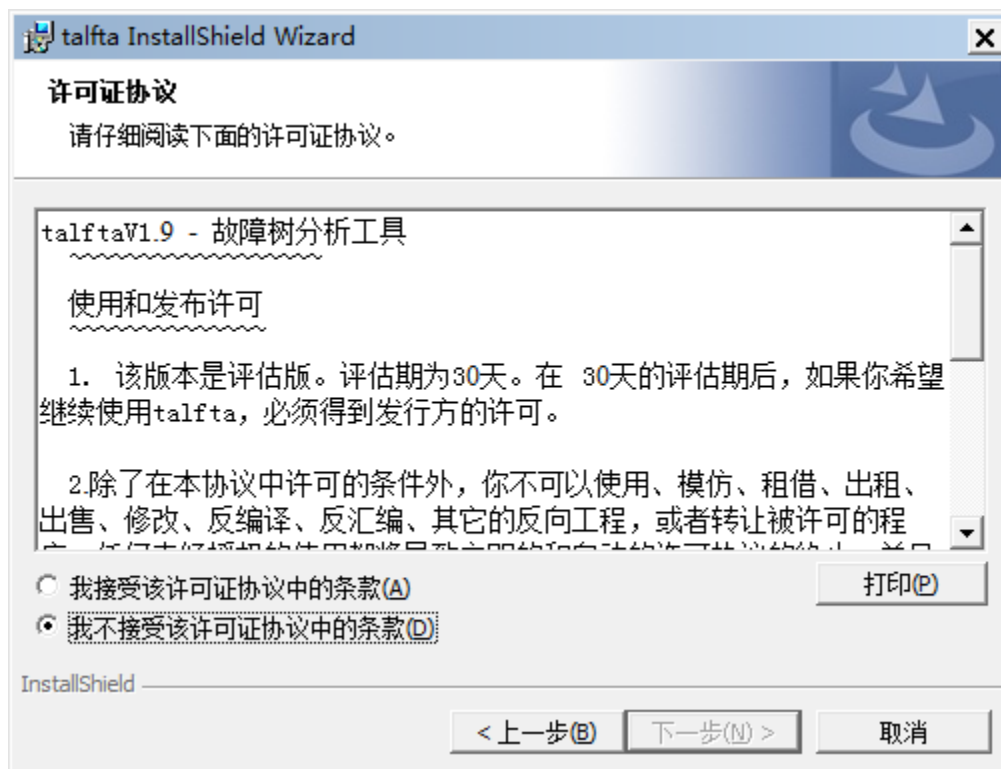 talfta InstallShield Wizard
许可证协议
请仔细阅读下面的许可证协议。
talftaV1.9 - 故障树分析工具
使用和发布许可
1. 该版本是评估版。评估期为30天。在 30天的评估期后，如果你希望
继续使用talfta，必须得到发行方的许可。
2.除了在本协议中许可的条件外，你不可以使用、模仿、租借、出租、
出售、修改、反编译、反汇编、其它的反向工程，或者转让被许可的程
我接受该许可证协议中的条款(A)
打印(P)
我不接受该许可证协议中的条款(D)
InstallShield
< 上一步(B)
下一步(N) >
取消